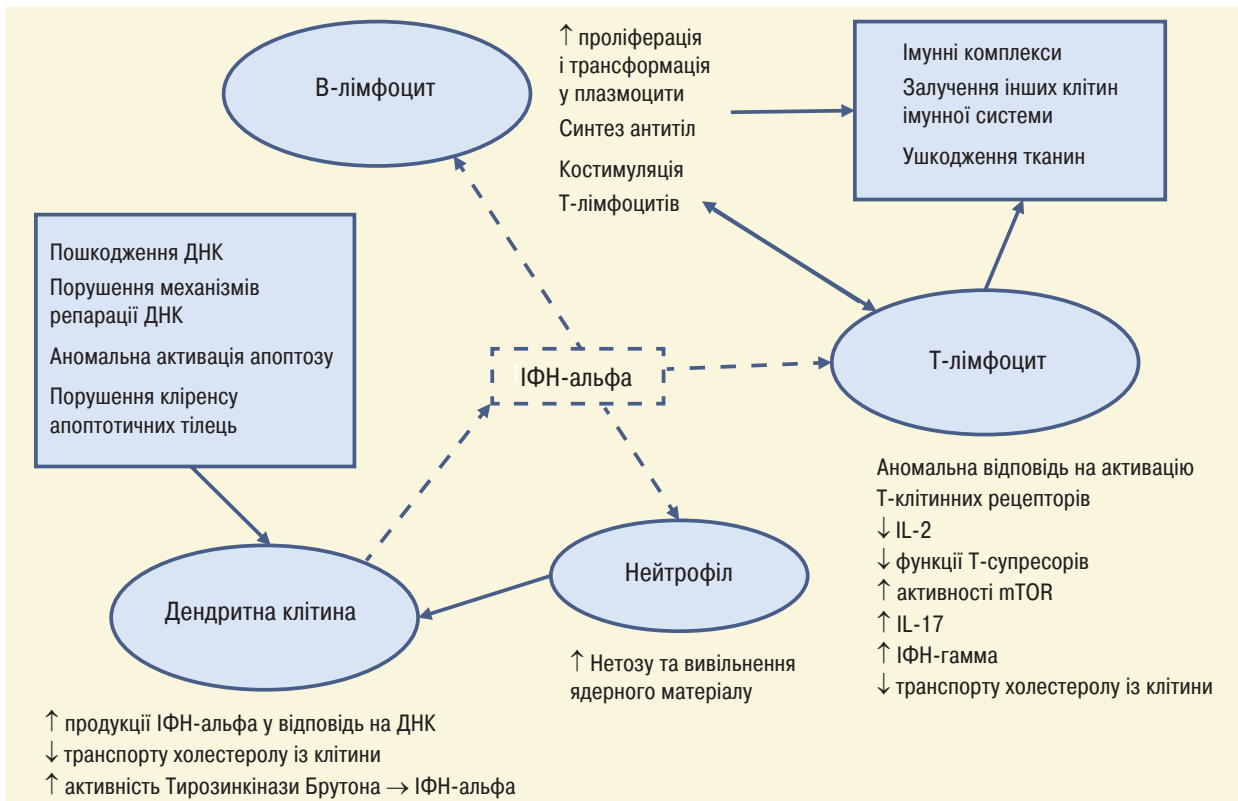 В-лімфоцит
↑ проліферація
і трансформація
у плазмоцити
Синтез антитіл
Костимуляція
Т-лімфоцитів
Імунні комплекси
Залучення інших клітин
імунної системи
Ушкодження тканин
Пошкодження ДНК
Порушення механізмів
репарації ДНК
Аномальна активація апоптозу
Порушення кліренсу
апоптотичних тілець
ІФН-альфа
Т-лімфоцит
Аномальна відповідь на активацію
Т-клітинних рецепторів
↓ IL-2
↓ функції Т-супресорів
↑ активності mTOR
↑ IL-17
↑ ІФН-гамма
↓ транспорту холестеролу із клітини
Нейтрофіл
↑ Нетозу та вивільнення
ядерного матеріалу
Дендритна клітина
↑ продукції ІФН-альфа у відповідь на ДНК
↓ транспорту холестеролу із клітини
↑ активність Тирозинкінази Брутона → ІФН-альфа